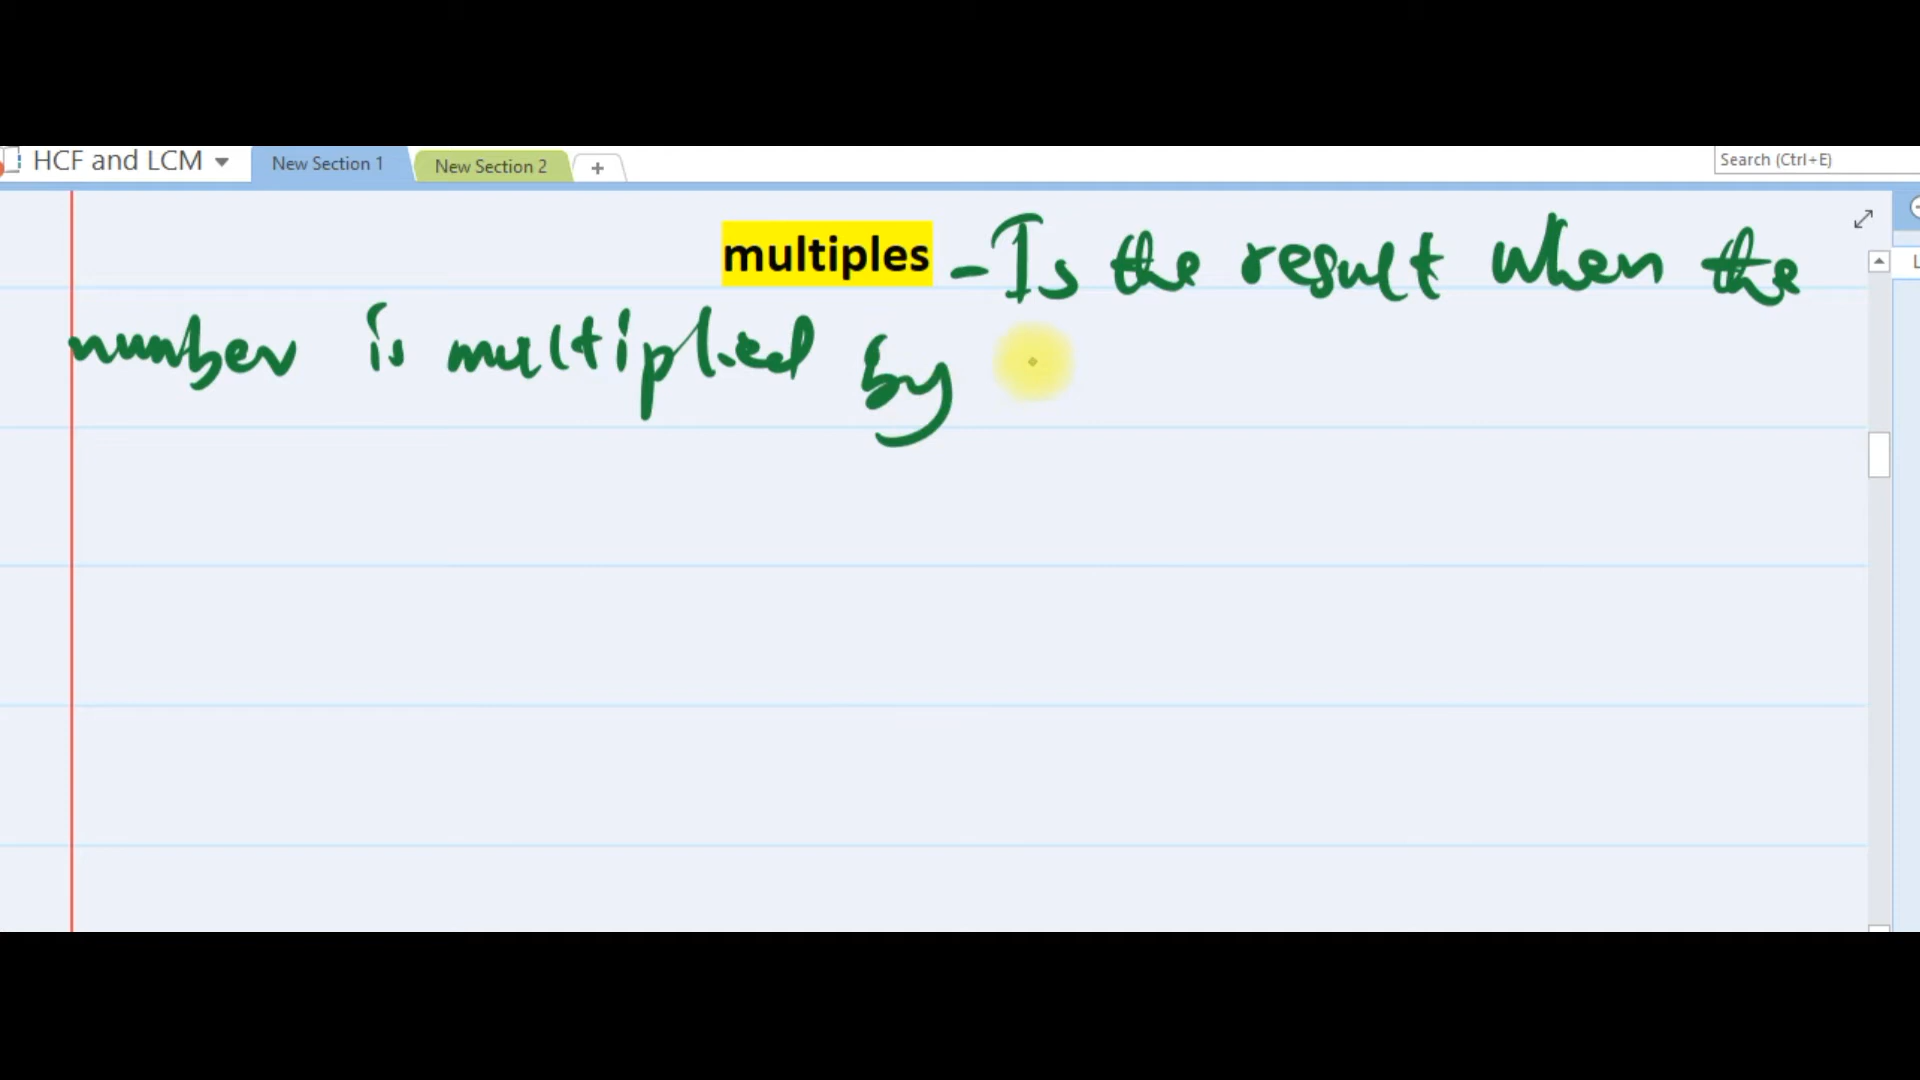 HCF and LCM New Section 1 New Section 2 + Search (Ctrl+E)
multiples - Is the result when the
number is multiplied by